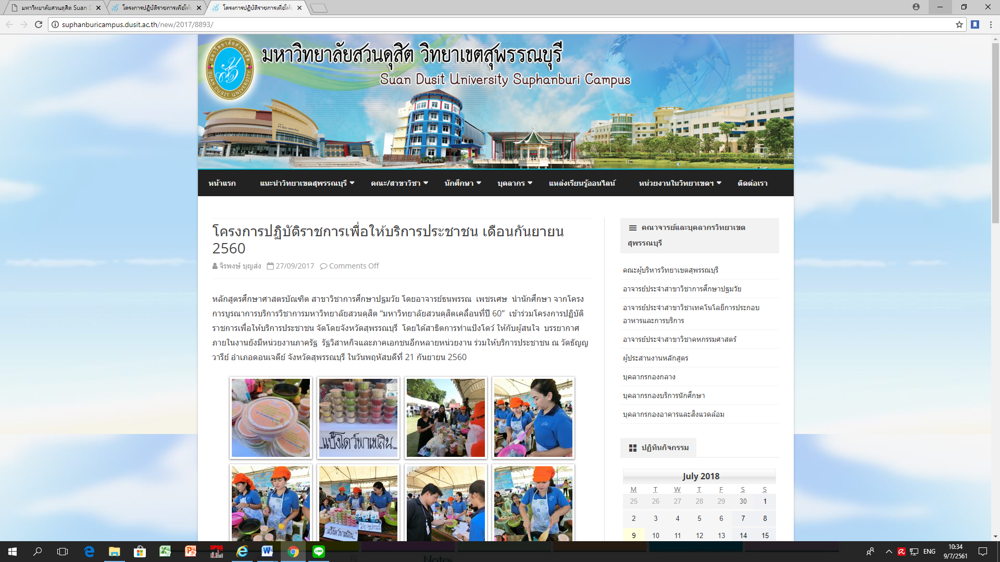 มหาวิทยาลัยสวนดุสิต Suan D
โครงการปฏิบัติราชการเพื่อให้บ
โครงการปฏิบัติราชการเพื่อให้บ
suphanburicampus.dusit.ac.th/new/2017/8893/
มหาวิทยาลัยสวนดุสิต วิทยาเขตสุพรรณบุรี
Suan Dusit University Suphanburi Campus
SUAN DUSIT UNIVERSITY
หน้าแรก แนะนำวิทยาเขตสุพรรณบุรี คณะ/สาขาวิชา นักศึกษา บุคลากร แหล่งเรียนรู้ออนไลน์ หน่วยงานในวิทยาเขตฯ ติดต่อเรา
โครงการปฏิบัติราชการเพื่อให้บริการประชาชน เดือนกันยายน
2560
จิรพงษ์ บุญส่ง 27/09/2017 Comments Off
หลักสูตรศึกษาศาสตรบัณฑิต สาขาวิชาการศึกษาปฐมวัย โดยอาจารย์ธนพรรณ เพชรเศษ นำนักศึกษา จากโครง
การบูรณาการบริการวิชาการมหาวิทยาลัยสวนดุสิต “มหาวิทยาลัยสวนดุสิตเคลื่อนที่ปี 60” เข้าร่วมโครงการปฏิบัติ
ราชการเพื่อให้บริการประชาชน จัดโดยจังหวัดสุพรรณบุรี โดยได้สาธิตการทำแป้งโดว์ ให้กับผู้สนใจ บรรยากาศ
ภายในงานยังมีหน่วยงานภาครัฐ รัฐวิสาหกิจและภาคเอกชนอีกหลายหน่วยงาน ร่วมให้บริการประชาชน ณ วัดธัญญ
วารีย์ อำเภอดอนเจดีย์ จังหวัดสุพรรณบุรี ในวันพฤหัสบดีที่ 21 กันยายน 2560
...แป้งโดว์พาเพลิน...
แป้งโดว์พาเพลิน
คณาจารย์และบุคลากรวิทยาเขต
สุพรรณบุรี
คณะผู้บริหารวิทยาเขตสุพรรณบุรี
อาจารย์ประจำสาขาวิชาการศึกษาปฐมวัย
อาจารย์ประจำสาขาวิชาเทคโนโลยีการประกอบ
อาหารและการบริการ
อาจารย์ประจำสาขาวิชาคหกรรมศาสตร์
ผู้ประสานงานหลักสูตร
บุคลากรกองกลาง
บุคลากรกองบริการนักศึกษา
บุคลากรกองอาคารและสิ่งแวดล้อม
ปฏิทินกิจกรรม
July 2018
M T W T F S S
25 26 27 28 29 30 1
2 3 4 5 6 7 8
9 10 11 12 13 14 15
SPSS
LINE
ENG
10:34
9/7/2561
Notes